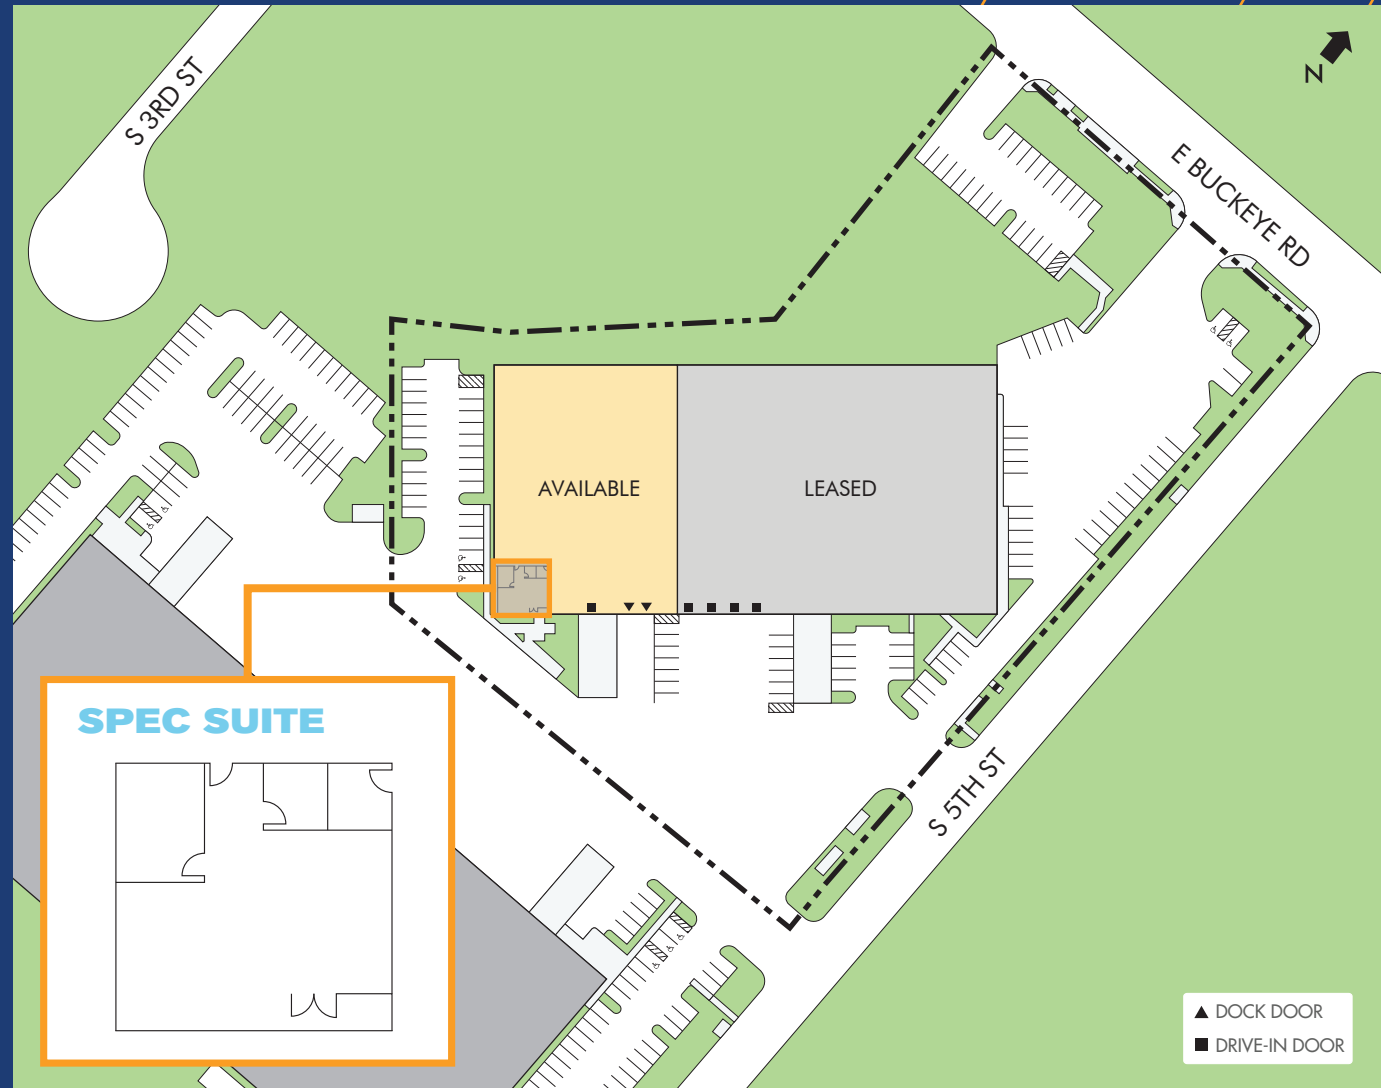 S 3RD ST
N
E BUCKEYE RD
AVAILABLE
LEASED
SPEC SUITE
S 5TH ST
DOCK DOOR
DRIVE-IN DOOR